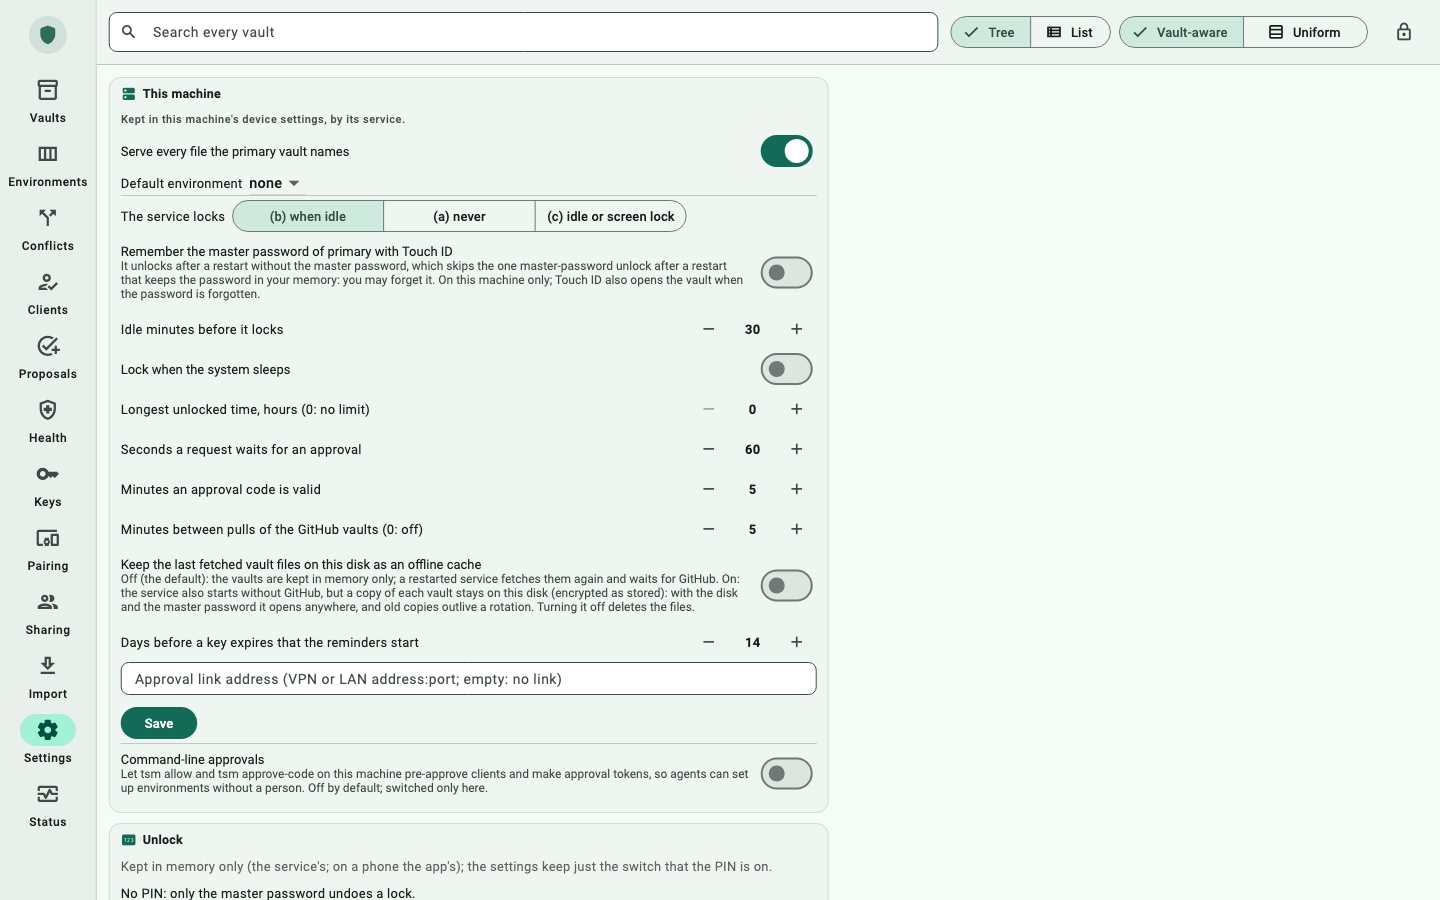 Search every vault
Tree
List
Vault-aware
Uniform
Vaults
Environments
Conflicts
Clients
Proposals
Health
Keys
Pairing
Sharing
Import
Settings
Status
This machine
Kept in this machine's device settings, by its service.
Serve every file the primary vault names
Default environment none
The service locks (b) when idle (a) never (c) idle or screen lock
Remember the master password of primary with Touch ID
It unlocks after a restart without the master password, which skips the one master-password unlock after a restart
that keeps the password in your memory: you may forget it. On this machine only; Touch ID also opens the vault when
the password is forgotten.
Idle minutes before it locks − 30 +
Lock when the system sleeps
Longest unlocked time, hours (0: no limit) − 0 +
Seconds a request waits for an approval − 60 +
Minutes an approval code is valid − 5 +
Minutes between pulls of the GitHub vaults (0: off) − 5 +
Keep the last fetched vault files on this disk as an offline cache
Off (the default): the vaults are kept in memory only; a restarted service fetches them again and waits for GitHub. On:
the service also starts without GitHub, but a copy of each vault stays on this disk (encrypted as stored): with the disk
and the master password it opens anywhere, and old copies outlive a rotation. Turning it off deletes the files.
Days before a key expires that the reminders start − 14 +
Approval link address (VPN or LAN address:port; empty: no link)
Save
Command-line approvals
Let tsm allow and tsm approve-code on this machine pre-approve clients and make approval tokens, so agents can set
up environments without a person. Off by default; switched only here.
Unlock
Kept in memory only (the service's; on a phone the app's); the settings keep just the switch that the PIN is on.
No PIN: only the master password undoes a lock.